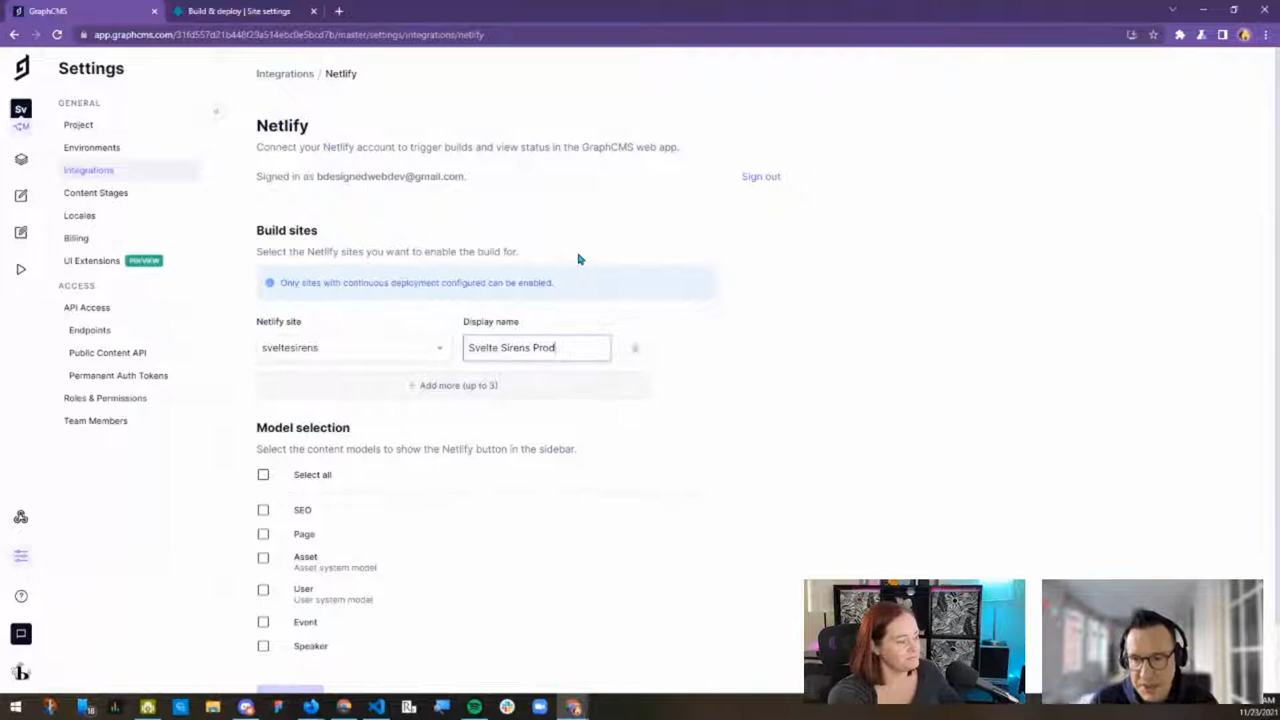 GraphCMS
Build & deploy | Site settings
app.graphcms.com/31fd557d21b448f29a514ebc0e5bcd7b/master/settings/integrations/netlify
Settings
Integrations / Netlify
Sv
GENERAL
Project
Environments
Integrations
Content Stages
Locales
Billing
UI Extensions PREVIEW
ACCESS
API Access
Endpoints
Public Content API
Permanent Auth Tokens
Roles & Permissions
Team Members
Netlify
Connect your Netlify account to trigger builds and view status in the GraphCMS web app.
Signed in as bdesignedwebdev@gmail.com.
Sign out
Build sites
Select the Netlify sites you want to enable the build for.
Only sites with continuous deployment configured can be enabled.
Netlify site
Display name
sveltesirens
Svelte Sirens Prod
+ Add more (up to 3)
Model selection
Select the content models to show the Netlify button in the sidebar.
Select all
SEO
Page
Asset
Asset system model
User
User system model
Event
Speaker
AM
11/23/2021